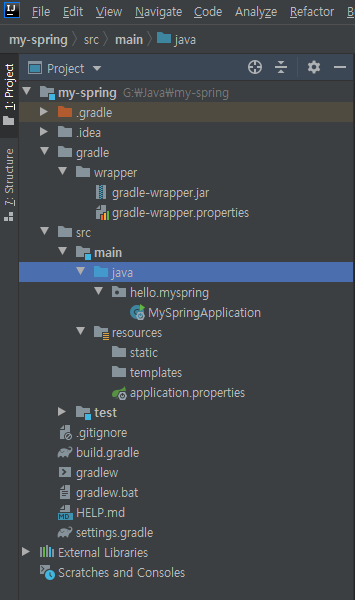 IJ File Edit View Navigate Code Analyze Refactor B
my-spring src main java
Project
1: Project
7: Structure
my-spring G:￦Java￦my-spring
.gradle
.idea
gradle
wrapper
gradle-wrapper.jar
gradle-wrapper.properties
src
main
java
hello.myspring
MySpringApplication
resources
static
templates
application.properties
test
.gitignore
build.gradle
gradlew
gradlew.bat
MD HELP.md
settings.gradle
External Libraries
Scratches and Consoles